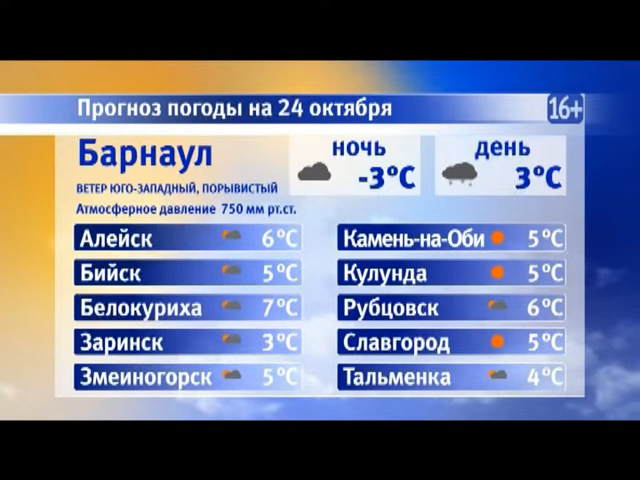 Прогноз погоды на 24 октября 16+
Барнаул
ночь -3°C
день 3°C
ВЕТЕР ЮГО-ЗАПАДНЫЙ, ПОРЫВИСТЫЙ
Атмосферное давление 750 мм рт.ст.
Алейск 6°C
Бийск 5°C
Белокуриха 7°C
Заринск 3°C
Змеиногорск 5°C
Камень-на-Оби 5°C
Кулунда 5°C
Рубцовск 6°C
Славгород 5°C
Тальменка 4°C